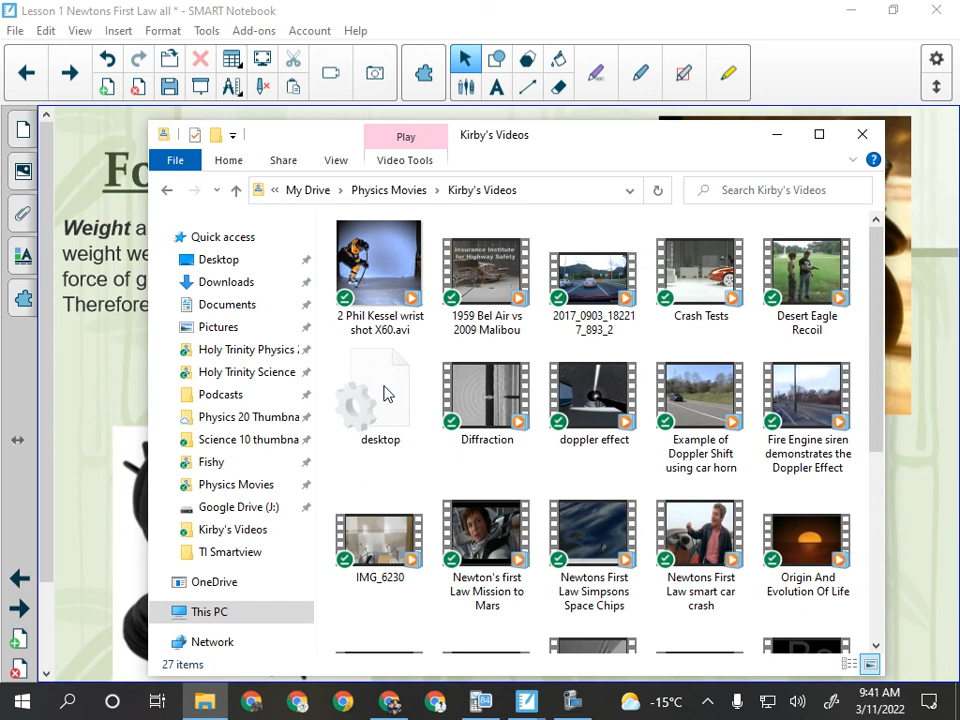 Lesson 1 Newtons First Law all * - SMART Notebook
File Edit View Insert Format Tools Add-ons Account Help
Play
Kirby's Videos
File Home Share View Video Tools
« My Drive Physics Movies Kirby's Videos
Search Kirby's Videos
Fo
Weight a
weight we
force of g
Therefore
Quick access
Desktop
Downloads
Documents
Pictures
Holy Trinity Physics
Holy Trinity Science
Podcasts
Physics 20 Thumbna
Science 10 thumbna
Fishy
Physics Movies
Google Drive (J:)
Kirby's Videos
TI Smartview
OneDrive
This PC
Network
Insurance Institute
for Highway Safety
2 Phil Kessel wrist
shot X60.avi
1959 Bel Air vs
2009 Malibou
2017_0903_18221
7_893_2
Crash Tests
Desert Eagle
Recoil
desktop
Diffraction
doppler effect
Example of
Doppler Shift
using car horn
Fire Engine siren
demonstrates the
Doppler Effect
IMG_6230
Newton's first
Law Mission to
Mars
Newtons First
Law Simpsons
Space Chips
Newtons First
Law smart car
crash
Origin And
Evolution Of Life
Be
27 items
-15°C
9:41 AM
3/11/2022